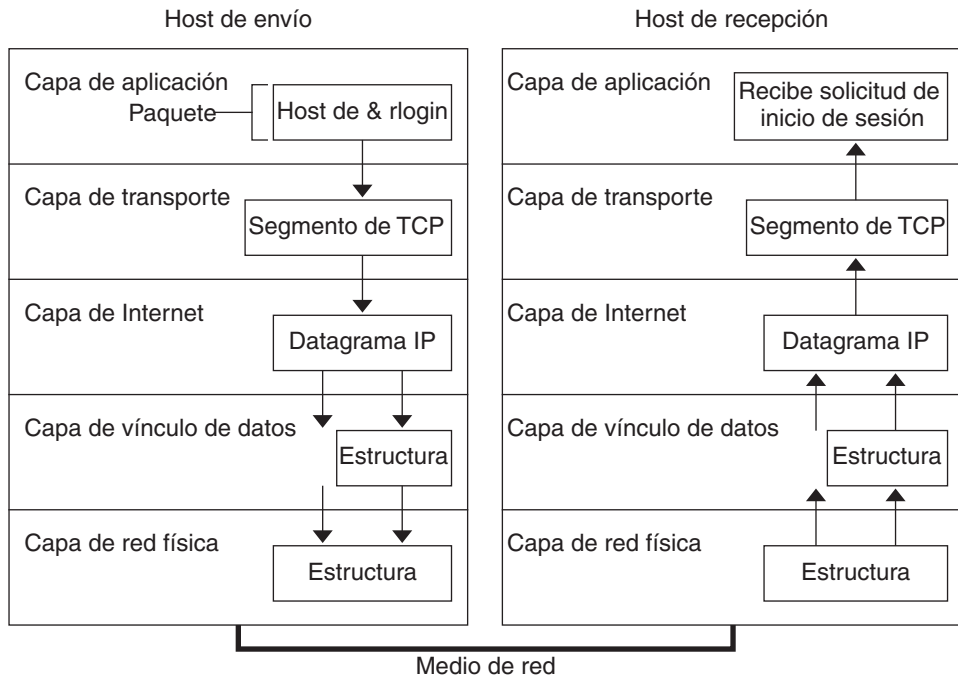 Host de envío
Host de recepción
Capa de aplicación
Paquete
Host de & rlogin
Capa de transporte
Segmento de TCP
Capa de Internet
Datagrama IP
Capa de vínculo de datos
Estructura
Capa de red física
Estructura
Capa de aplicación
Recibe solicitud de
inicio de sesión
Capa de transporte
Segmento de TCP
Capa de Internet
Datagrama IP
Capa de vínculo de datos
Estructura
Capa de red física
Estructura
Medio de red